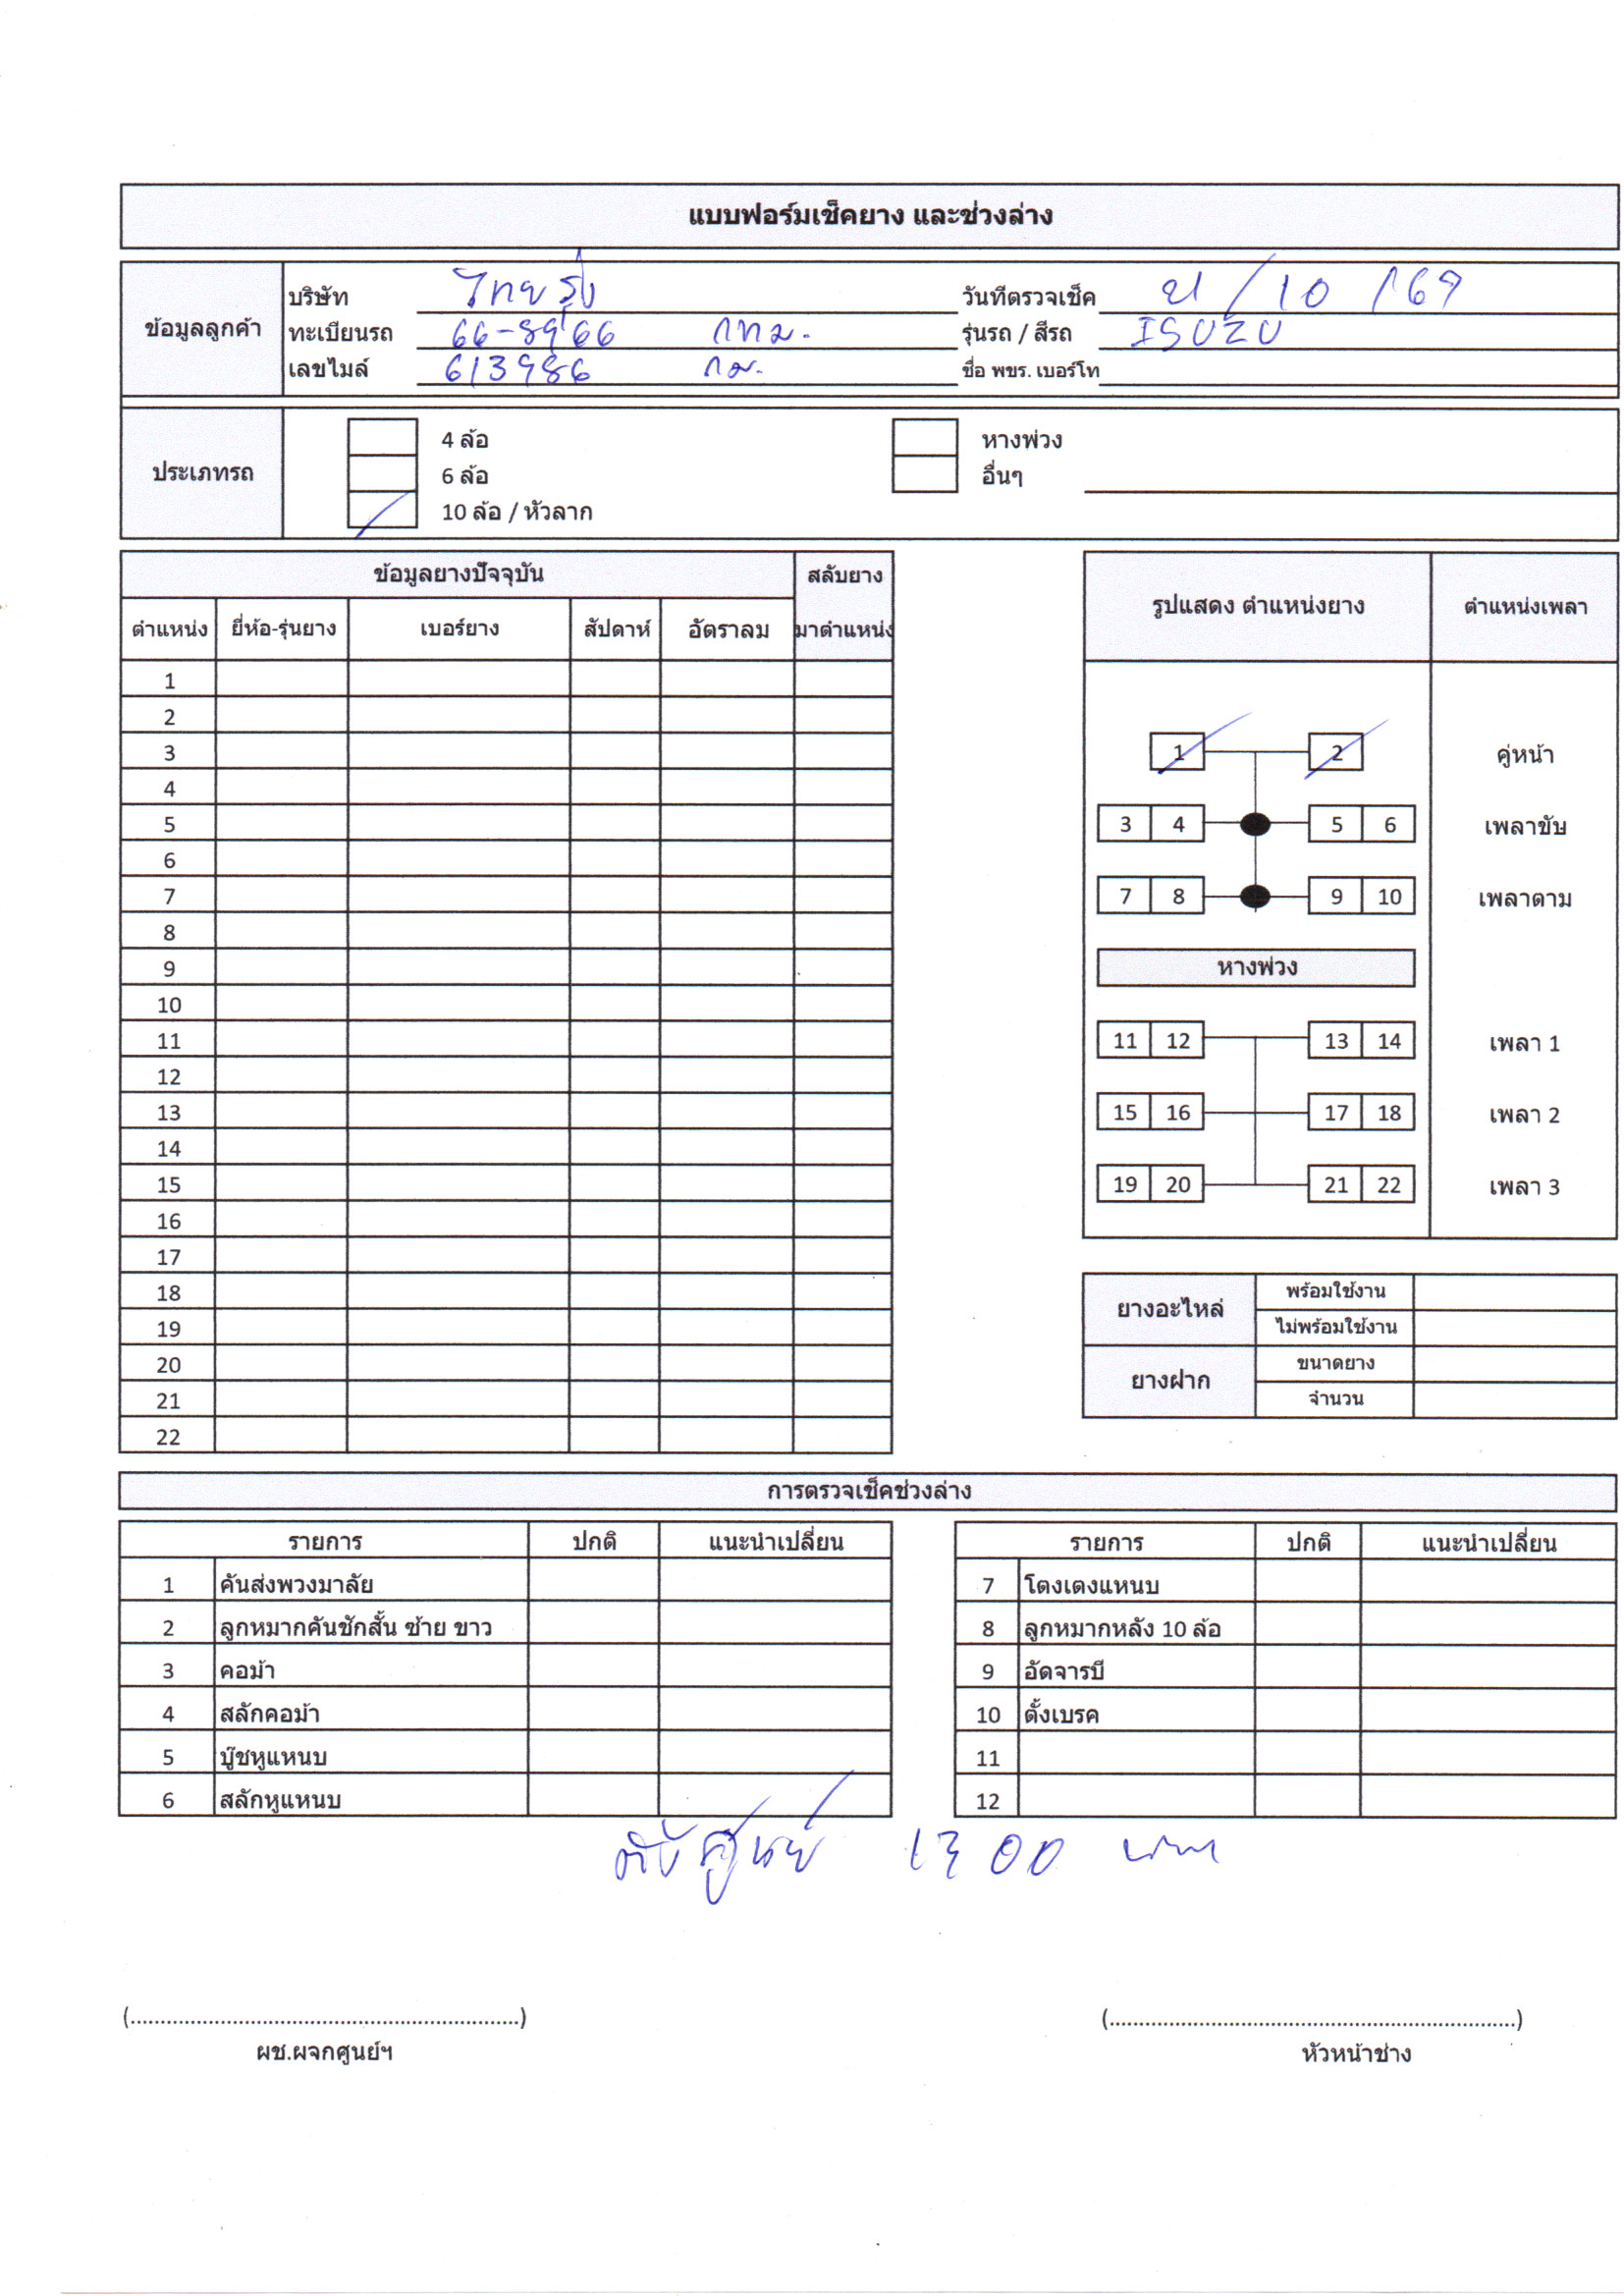 แบบฟอร์มเช็คยาง และช่วงล่าง
ข้อมูลลูกค้า
บริษัท ไทยรุ่ง วันที่ตรวจเช็ค 21/10/69
ทะเบียนรถ 66-8966 กทม. รุ่นรถ / สีรถ ISUZU
เลขไมล์ 613986 กม. ชื่อ พขร. เบอร์โท
ประเภทรถ
4 ล้อ หางพ่วง
6 ล้อ อื่นๆ
10 ล้อ / หัวลาก
ข้อมูลยางปัจจุบัน สลับยาง
ตำแหน่ง ยี่ห้อ-รุ่นยาง เบอร์ยาง สัปดาห์ อัตราลม มาตำแหน่ง
1
2
3
4
5
6
7
8
9
10
11
12
13
14
15
16
17
18
19
20
21
22
รูปแสดง ตำแหน่งยาง ตำแหน่งเพลา
1 2 คู่หน้า
3 4 5 6 เพลาขับ
7 8 9 10 เพลาตาม
หางพ่วง
11 12 13 14 เพลา 1
15 16 17 18 เพลา 2
19 20 21 22 เพลา 3
ยางอะไหล่ พร้อมใช้งาน
ไม่พร้อมใช้งาน
ยางฝาก ขนาดยาง
จำนวน
การตรวจเช็คช่วงล่าง
รายการ ปกติ แนะนำเปลี่ยน
1 คันส่งพวงมาลัย
2 ลูกหมากคันชักสั้น ซ้าย ขาว
3 คอม้า
4 สลักคอม้า
5 บู๊ชหูแหนบ
6 สลักหูแหนบ
รายการ ปกติ แนะนำเปลี่ยน
7 โตงเตงแหนบ
8 ลูกหมากหลัง 10 ล้อ
9 อัดจารบี
10 ตั้งเบรค
11
12
ตั้งศูนย์ 1300 บาท
(.................................................................)
ผช.ผจกศูนย์ฯ
(....................................................................)
หัวหน้าช่าง